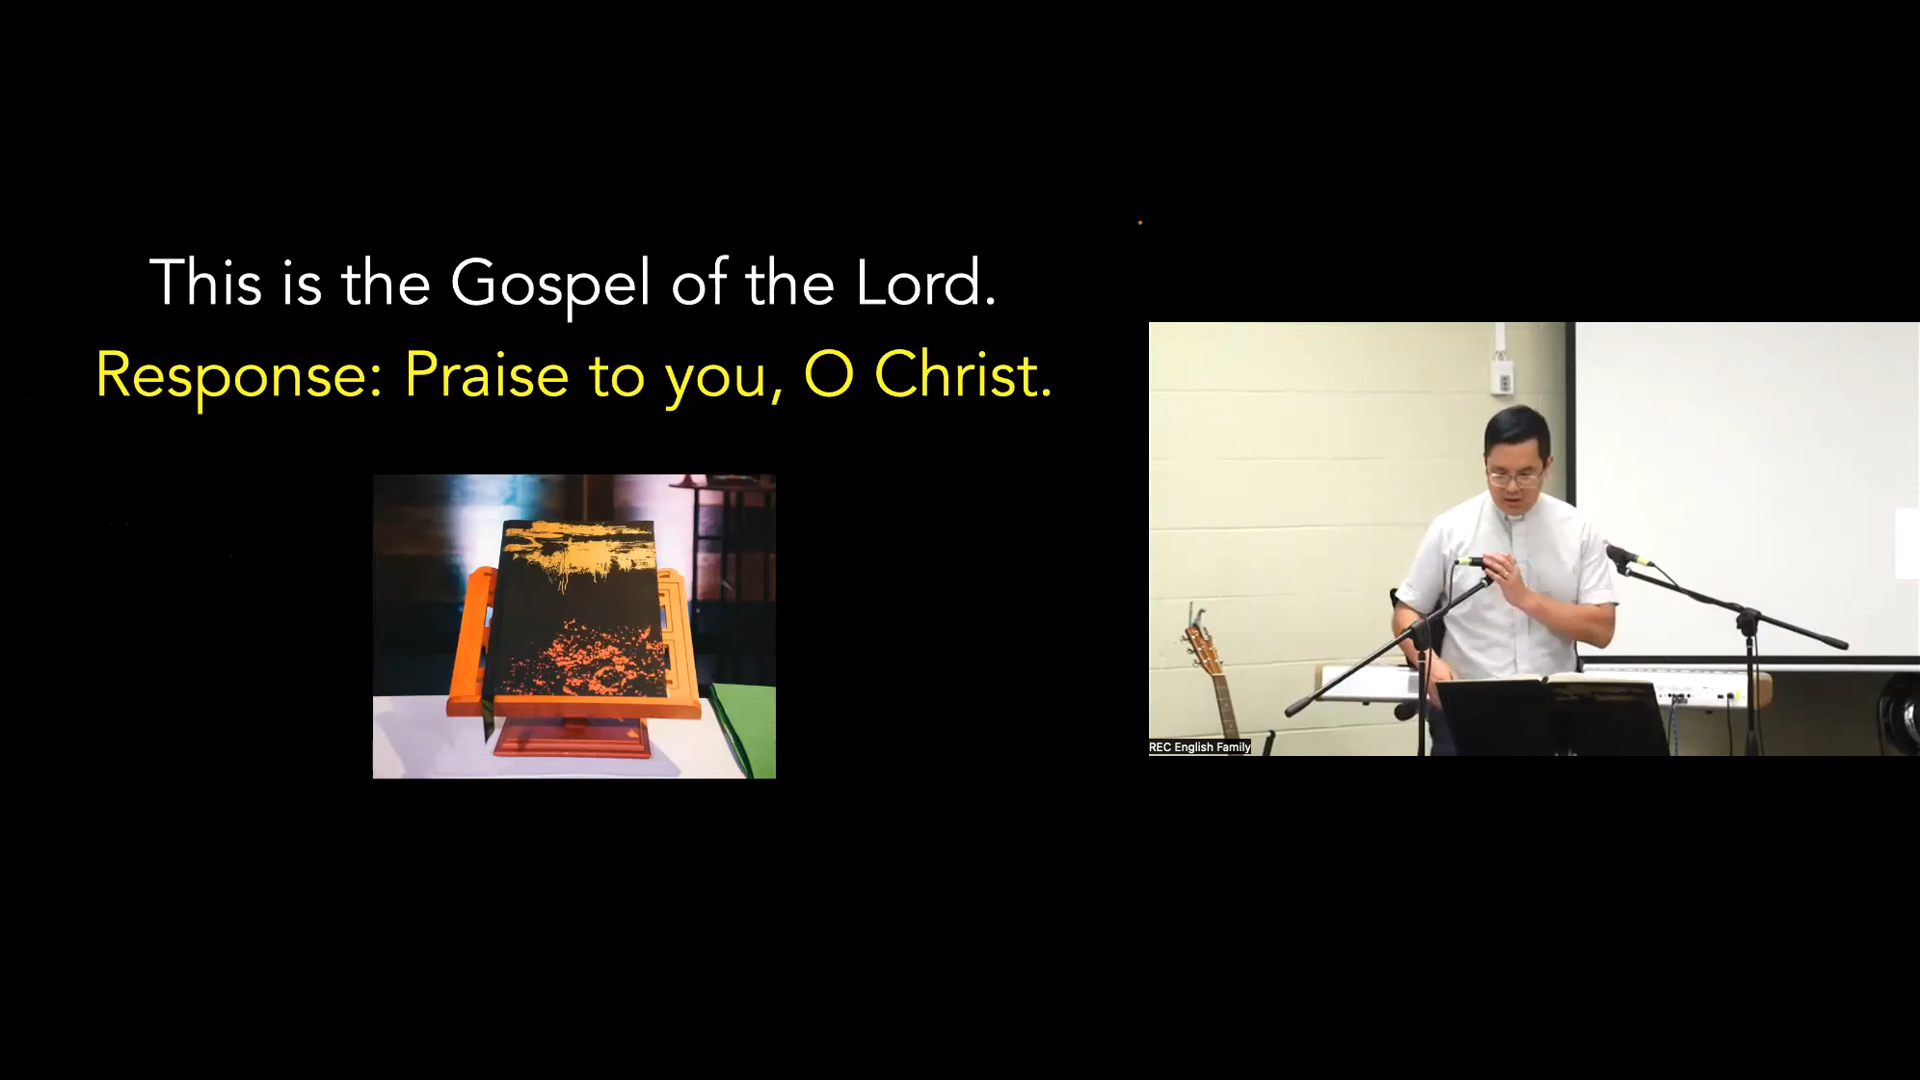 This is the Gospel of the Lord.
Response: Praise to you, O Christ.
REC English Family